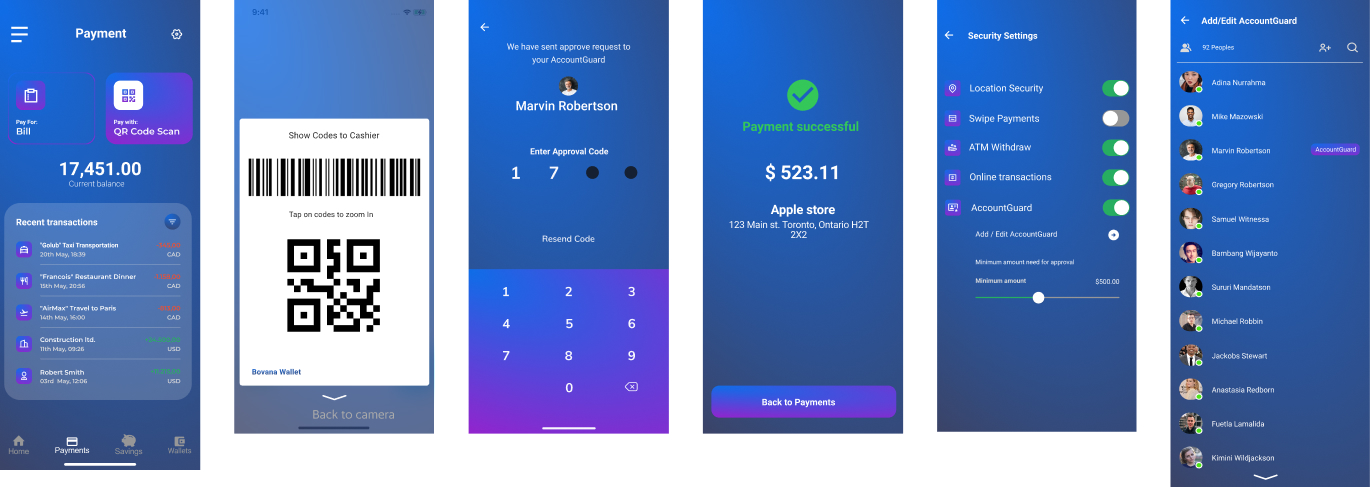 Payment
Pay For:
Bill
Pay with:
QR Code Scan
17,451.00
Current balance
Recent transactions
"Golub" Taxi Transportation
20th May, 18:39
CAD
"Francois" Restaurant Dinner
15th May, 20:56
CAD
"AirMax" Travel to Paris
14th May, 16:00
CAD
Construction ltd.
11th May, 09:26
USD
Robert Smith
03rd May, 12:06
USD
Home
Payments
Savings
Wallets
9:41
Show Codes to Cashier
Tap on codes to zoom in
Bovana Wallet
Back to camera
We have sent approve request to
your AccountGuard
Marvin Robertson
Enter Approval Code
1 7
Resend Code
1 2 3
4 5 6
7 8 9
0
Payment successful
$ 523.11
Apple store
123 Main st. Toronto, Ontario H2T
2X2
Back to Payments
Security Settings
Location Security
Swipe Payments
ATM Withdraw
Online transactions
AccountGuard
Add / Edit AccountGuard
Minimum amount need for approval
Minimum amount $500.00
Add/Edit AccountGuard
92 Peoples
Adina Nurrahma
Mike Mazowski
Marvin Robertson AccountGuard
Gregory Robertson
Samuel Witnessa
Bambang Wijayanto
Sururi Mandatson
Michael Robbin
Jackobs Stewart
Anastasia Redborn
Fuetla Lamalida
Kimini Wildjackson